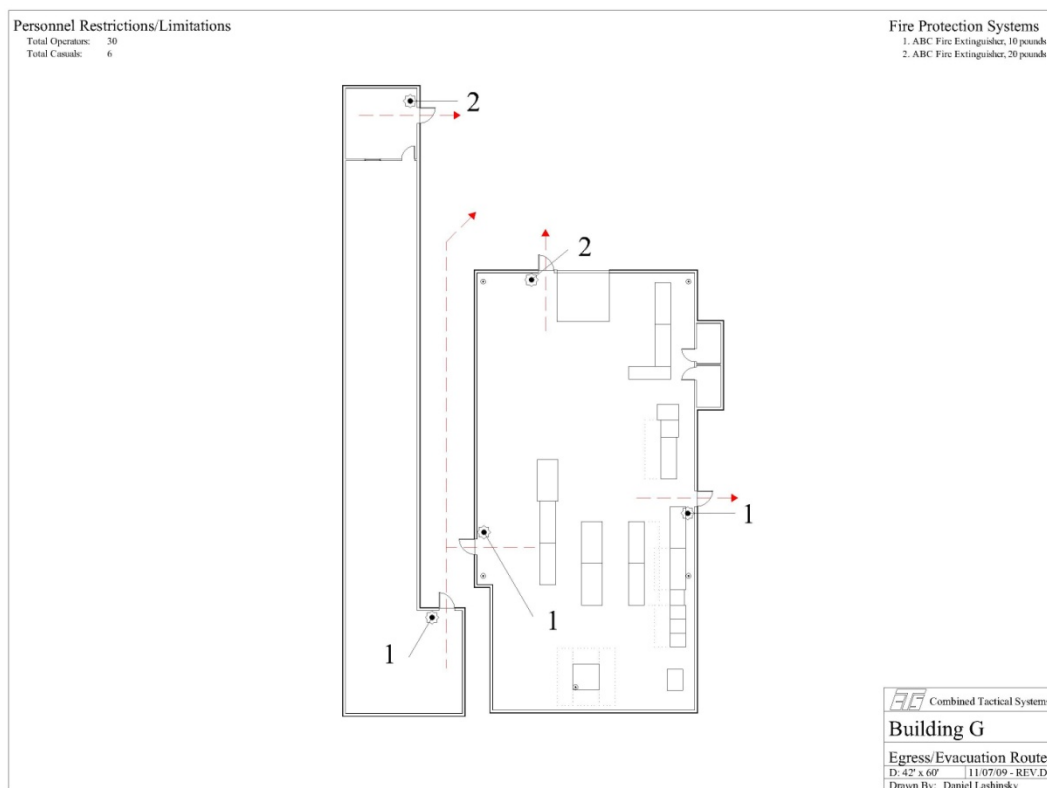 Personnel Restrictions/Limitations
Total Operators: 30
Total Casuals: 6
Fire Protection Systems
1. ABC Fire Extinguisher, 10 pounds
2. ABC Fire Extinguisher, 20 pounds
2
2
1
1
1
CTS Combined Tactical Systems
Building G
Egress/Evacuation Route
D: 42' x 60' 11/07/09 - REV.D
Drawn By: Daniel Lashinsky